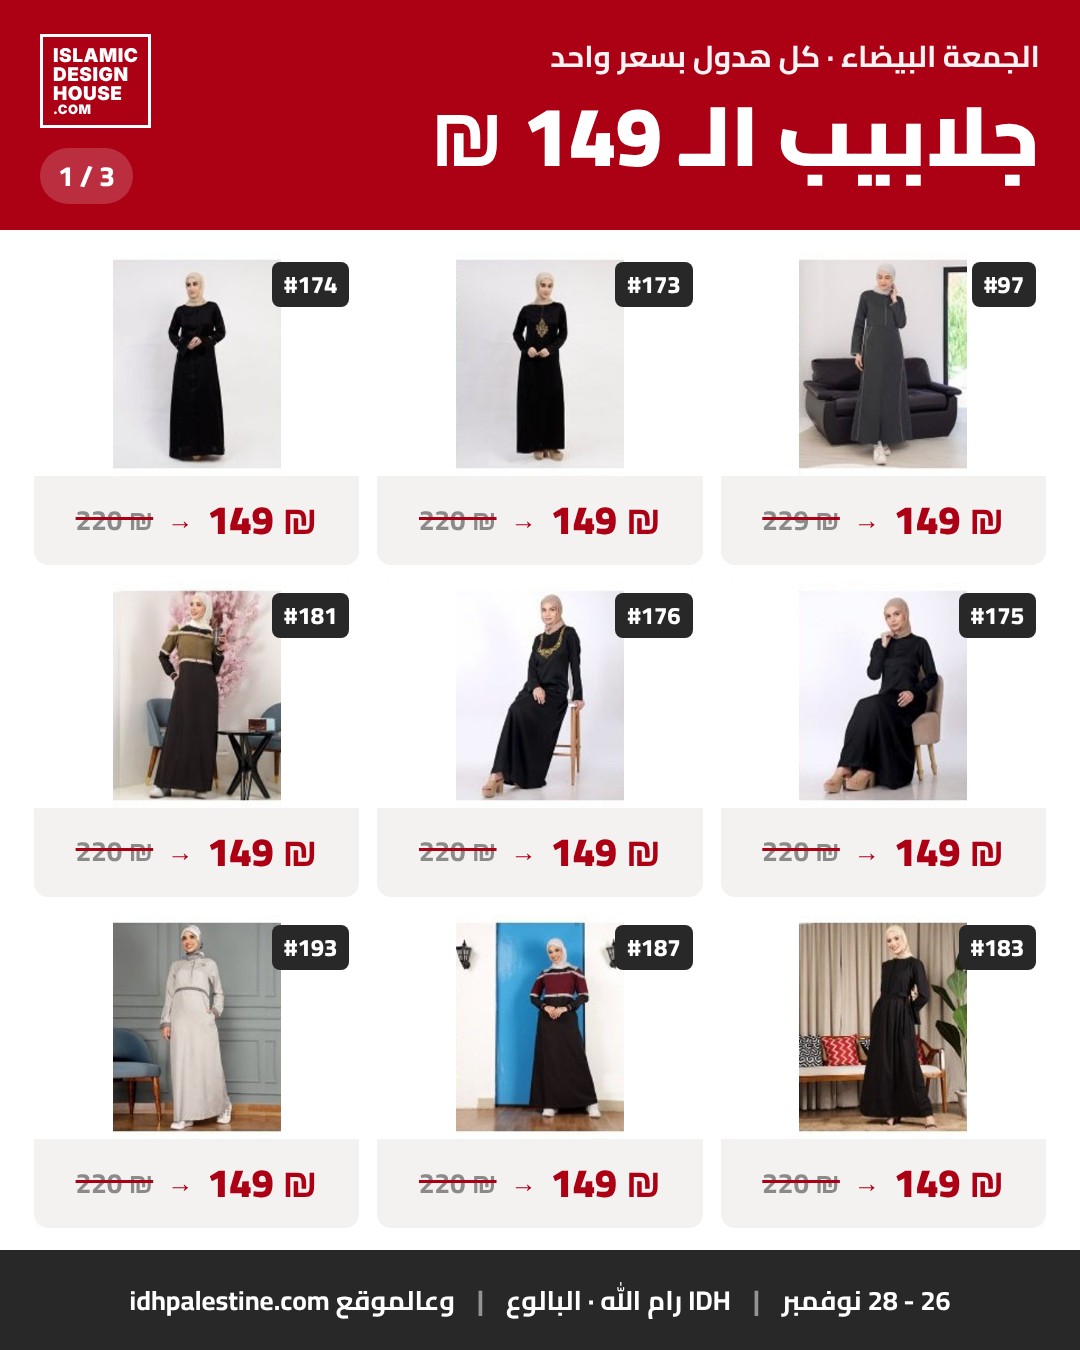 ISLAMIC
DESIGN
HOUSE
.COM
الجمعة البيضاء · كل هدول بسعر واحد
جلابيب الـ 149 ₪
1 / 3
#97
#173
#174
229 ₪ → 149 ₪
220 ₪ → 149 ₪
220 ₪ → 149 ₪
#175
#176
#181
220 ₪ → 149 ₪
220 ₪ → 149 ₪
220 ₪ → 149 ₪
#183
#187
#193
220 ₪ → 149 ₪
220 ₪ → 149 ₪
220 ₪ → 149 ₪
26 - 28 نوفمبر | IDH رام الله · البالوع | وعالموقع idhpalestine.com